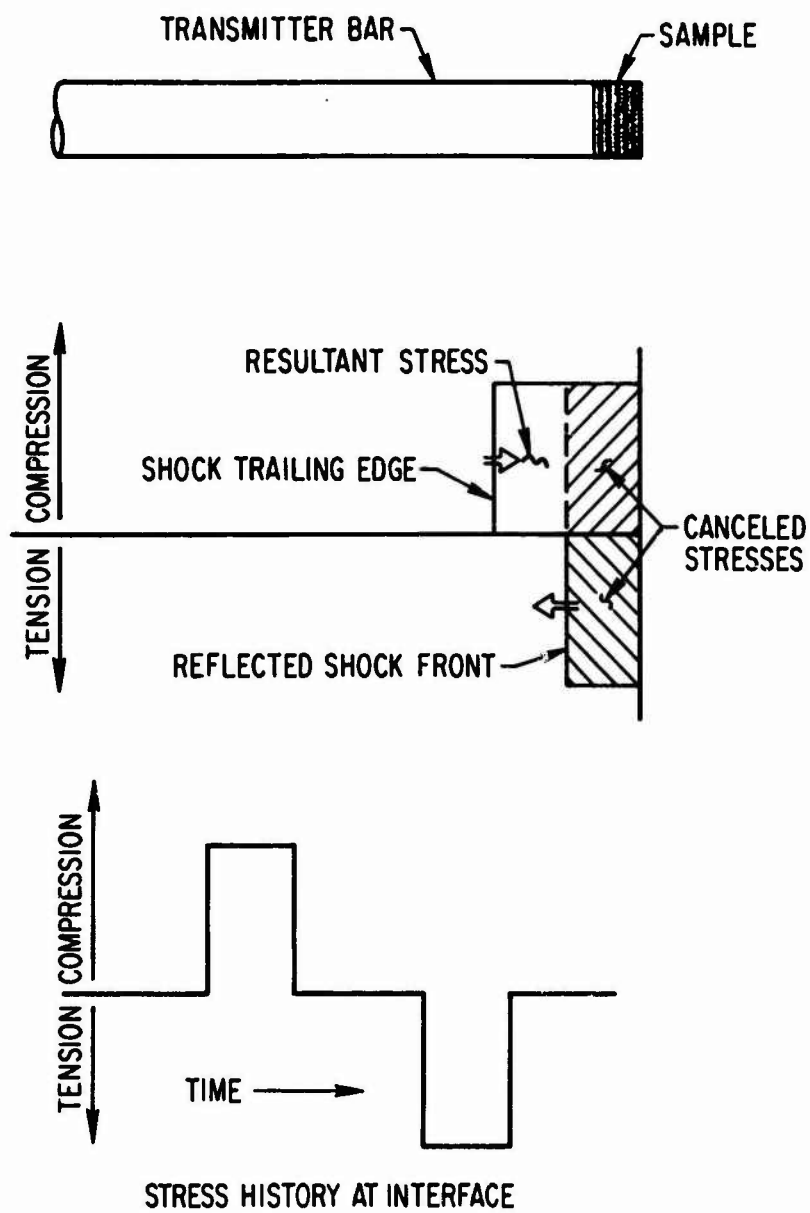 TRANSMITTER BAR
SAMPLE
COMPRESSION
TENSION
RESULTANT STRESS
SHOCK TRAILING EDGE
CANCELED
STRESSES
REFLECTED SHOCK FRONT
COMPRESSION
TENSION
TIME
STRESS HISTORY AT INTERFACE